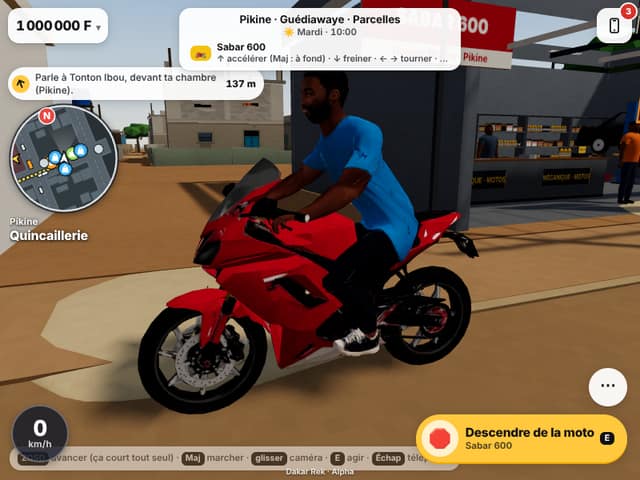 1 000 000 F
Pikine · Guédiawaye · Parcelles
Mardi · 10:00
Sabar 600
↑ accélérer (Maj : à fond) · ↓ freiner · ← → tourner · ...
3
600
Pikine
Parle à Tonton Ibou, devant ta chambre (Pikine).
137 m
N
Pikine
Quincaillerie
MÉCANIQUE · MOTOS
0
km/h
Descendre de la moto
Sabar 600
E
avancer (ça court tout seul) · Maj marcher · glisser caméra · E agir · Échap
Dakar Rek · Alpha